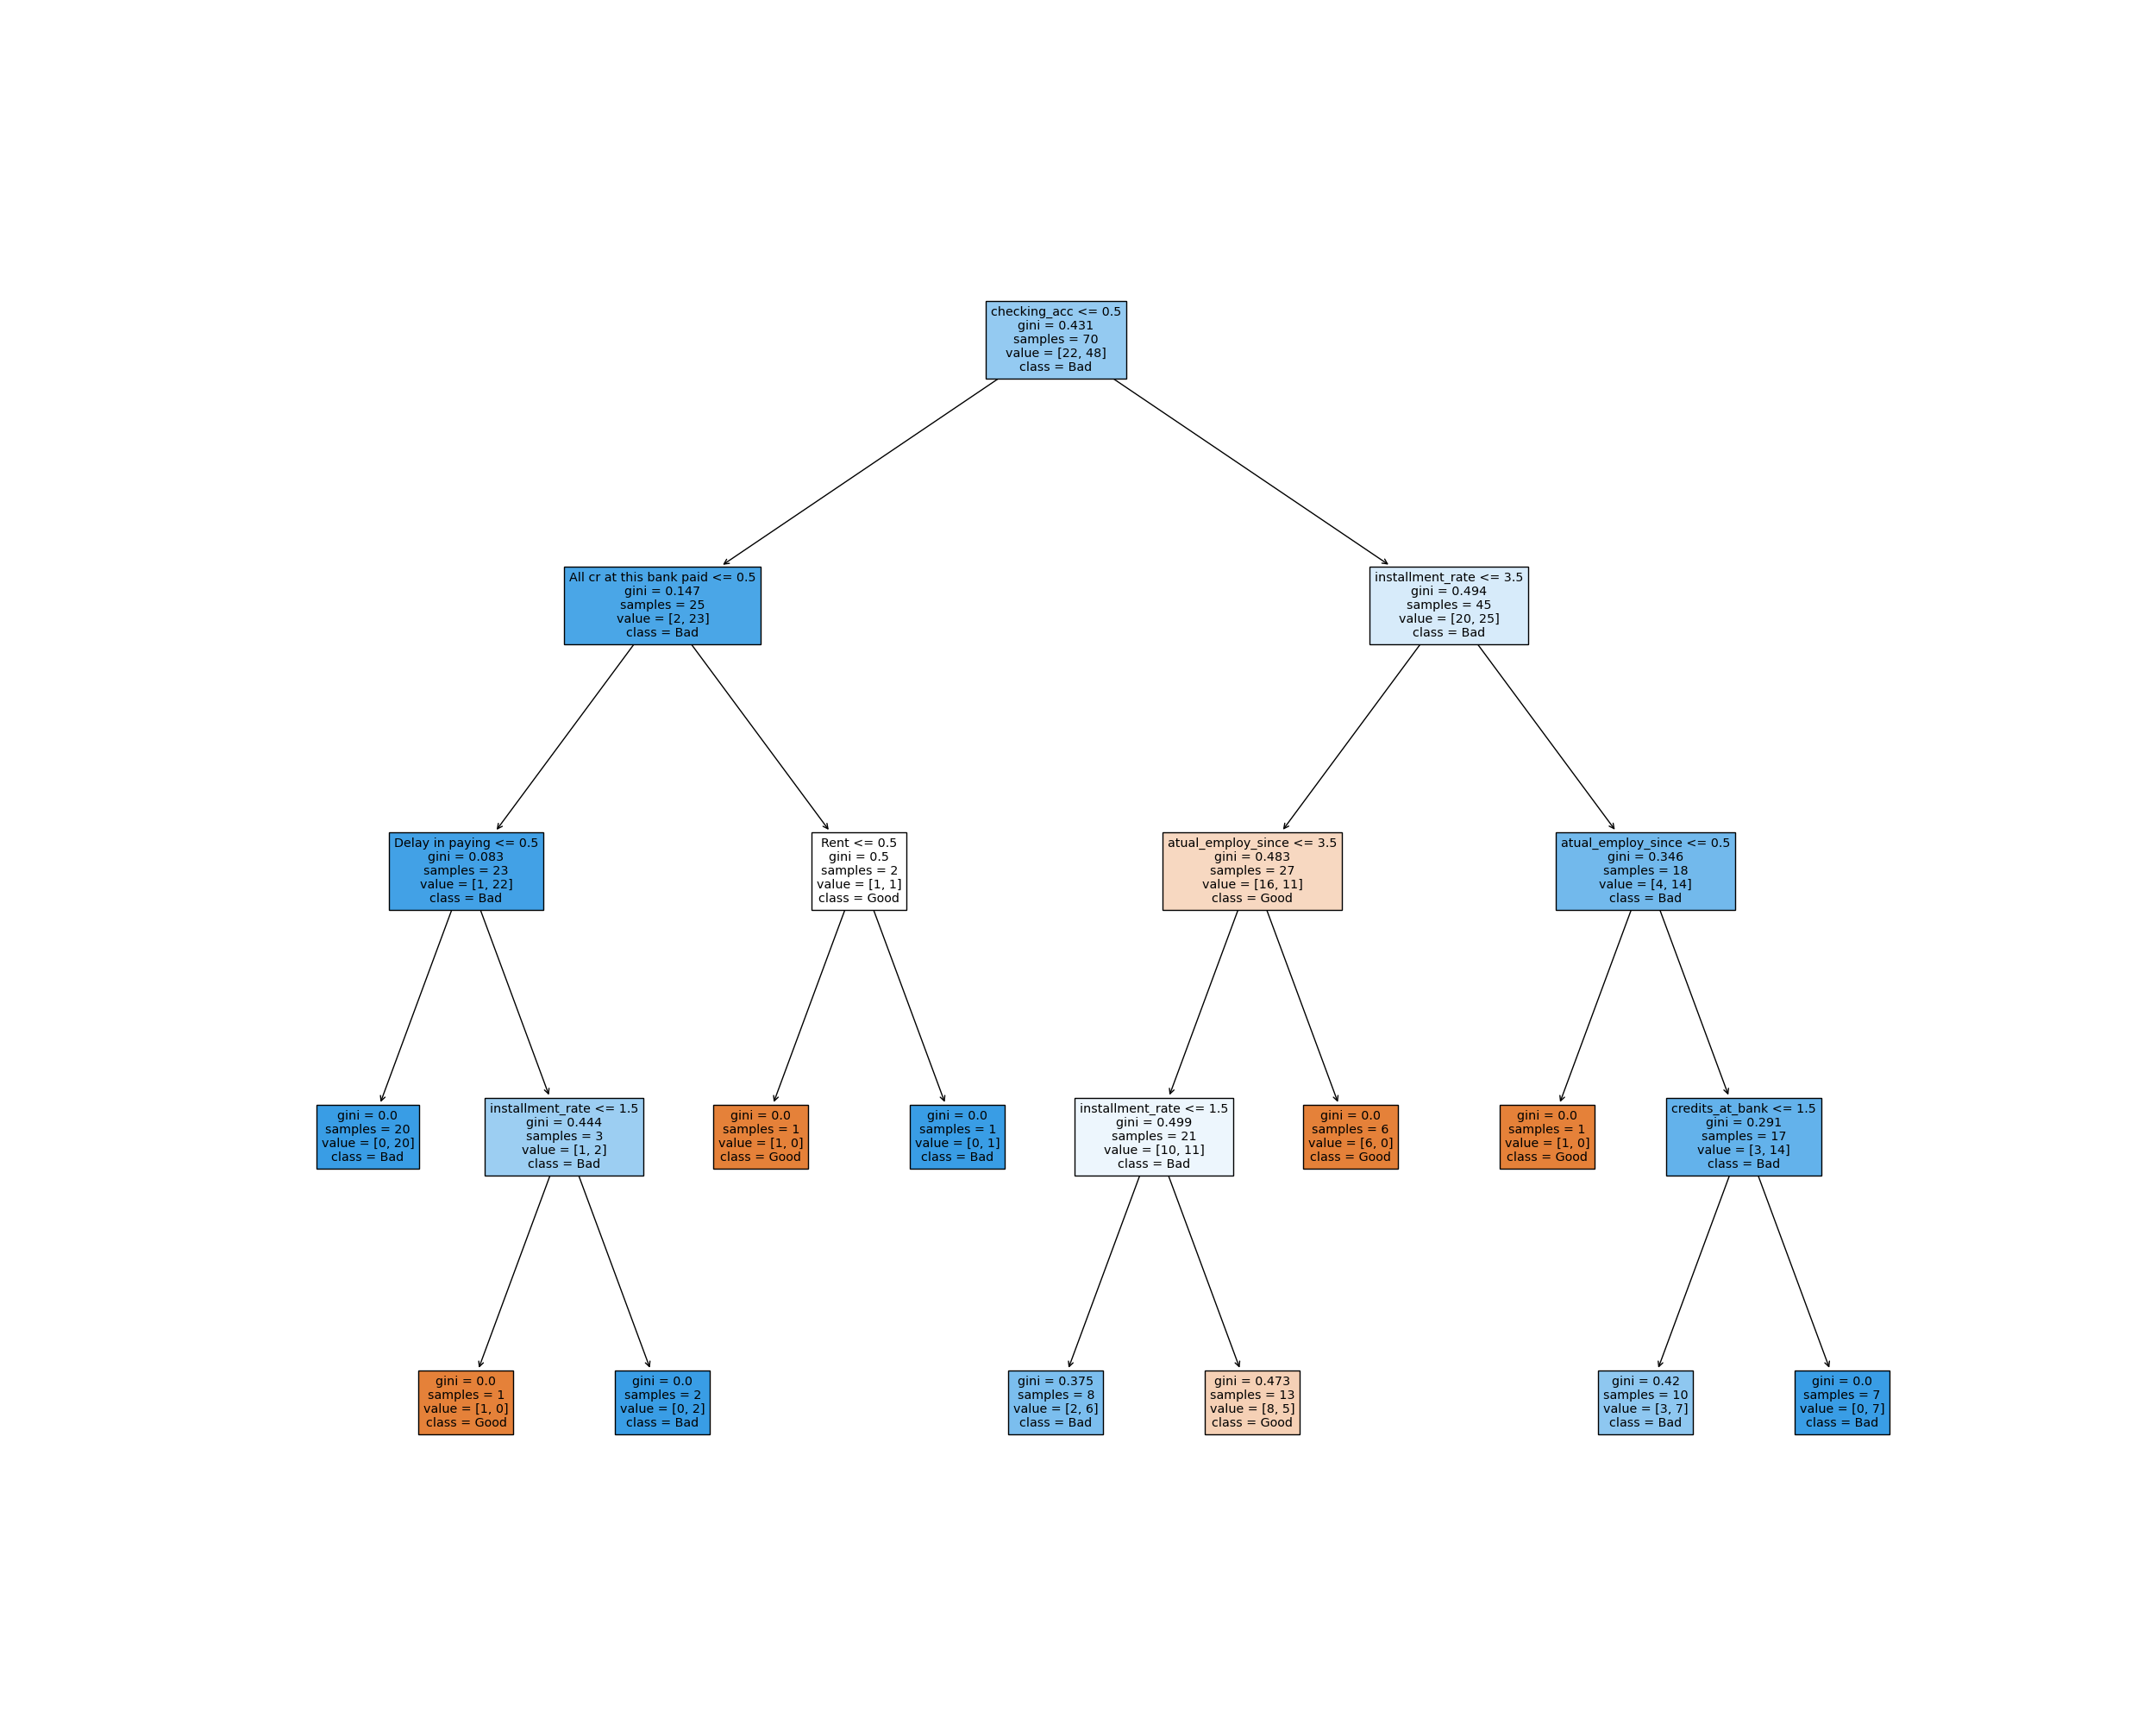 checking_acc <= 0.5
gini = 0.431
samples = 70
value = [22, 48]
class = Bad
All cr at this bank paid <= 0.5
gini = 0.147
samples = 25
value = [2, 23]
class = Bad
installment_rate <= 3.5
gini = 0.494
samples = 45
value = [20, 25]
class = Bad
Delay in paying <= 0.5
gini = 0.083
samples = 23
value = [1, 22]
class = Bad
Rent <= 0.5
gini = 0.5
samples = 2
value = [1, 1]
class = Good
atual_employ_since <= 3.5
gini = 0.483
samples = 27
value = [16, 11]
class = Good
atual_employ_since <= 0.5
gini = 0.346
samples = 18
value = [4, 14]
class = Bad
gini = 0.0
samples = 20
value = [0, 20]
class = Bad
installment_rate <= 1.5
gini = 0.444
samples = 3
value = [1, 2]
class = Bad
gini = 0.0
samples = 1
value = [1, 0]
class = Good
gini = 0.0
samples = 1
value = [0, 1]
class = Bad
installment_rate <= 1.5
gini = 0.499
samples = 21
value = [10, 11]
class = Bad
gini = 0.0
samples = 6
value = [6, 0]
class = Good
gini = 0.0
samples = 1
value = [1, 0]
class = Good
credits_at_bank <= 1.5
gini = 0.291
samples = 17
value = [3, 14]
class = Bad
gini = 0.0
samples = 1
value = [1, 0]
class = Good
gini = 0.0
samples = 2
value = [0, 2]
class = Bad
gini = 0.375
samples = 8
value = [2, 6]
class = Bad
gini = 0.473
samples = 13
value = [8, 5]
class = Good
gini = 0.42
samples = 10
value = [3, 7]
class = Bad
gini = 0.0
samples = 7
value = [0, 7]
class = Bad